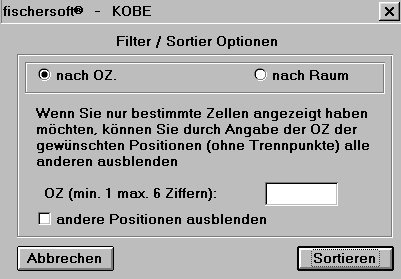 fischersoft® - KOBE
Filter / Sortier Optionen
nach OZ.
nach Raum
Wenn Sie nur bestimmte Zellen angezeigt haben
möchten, können Sie durch Angabe der OZ der
gewünschten Positionen (ohne Trennpunkte) alle
anderen ausblenden
OZ (min. 1 max. 6 Ziffern):
andere Positionen ausblenden
Abbrechen
Sortieren